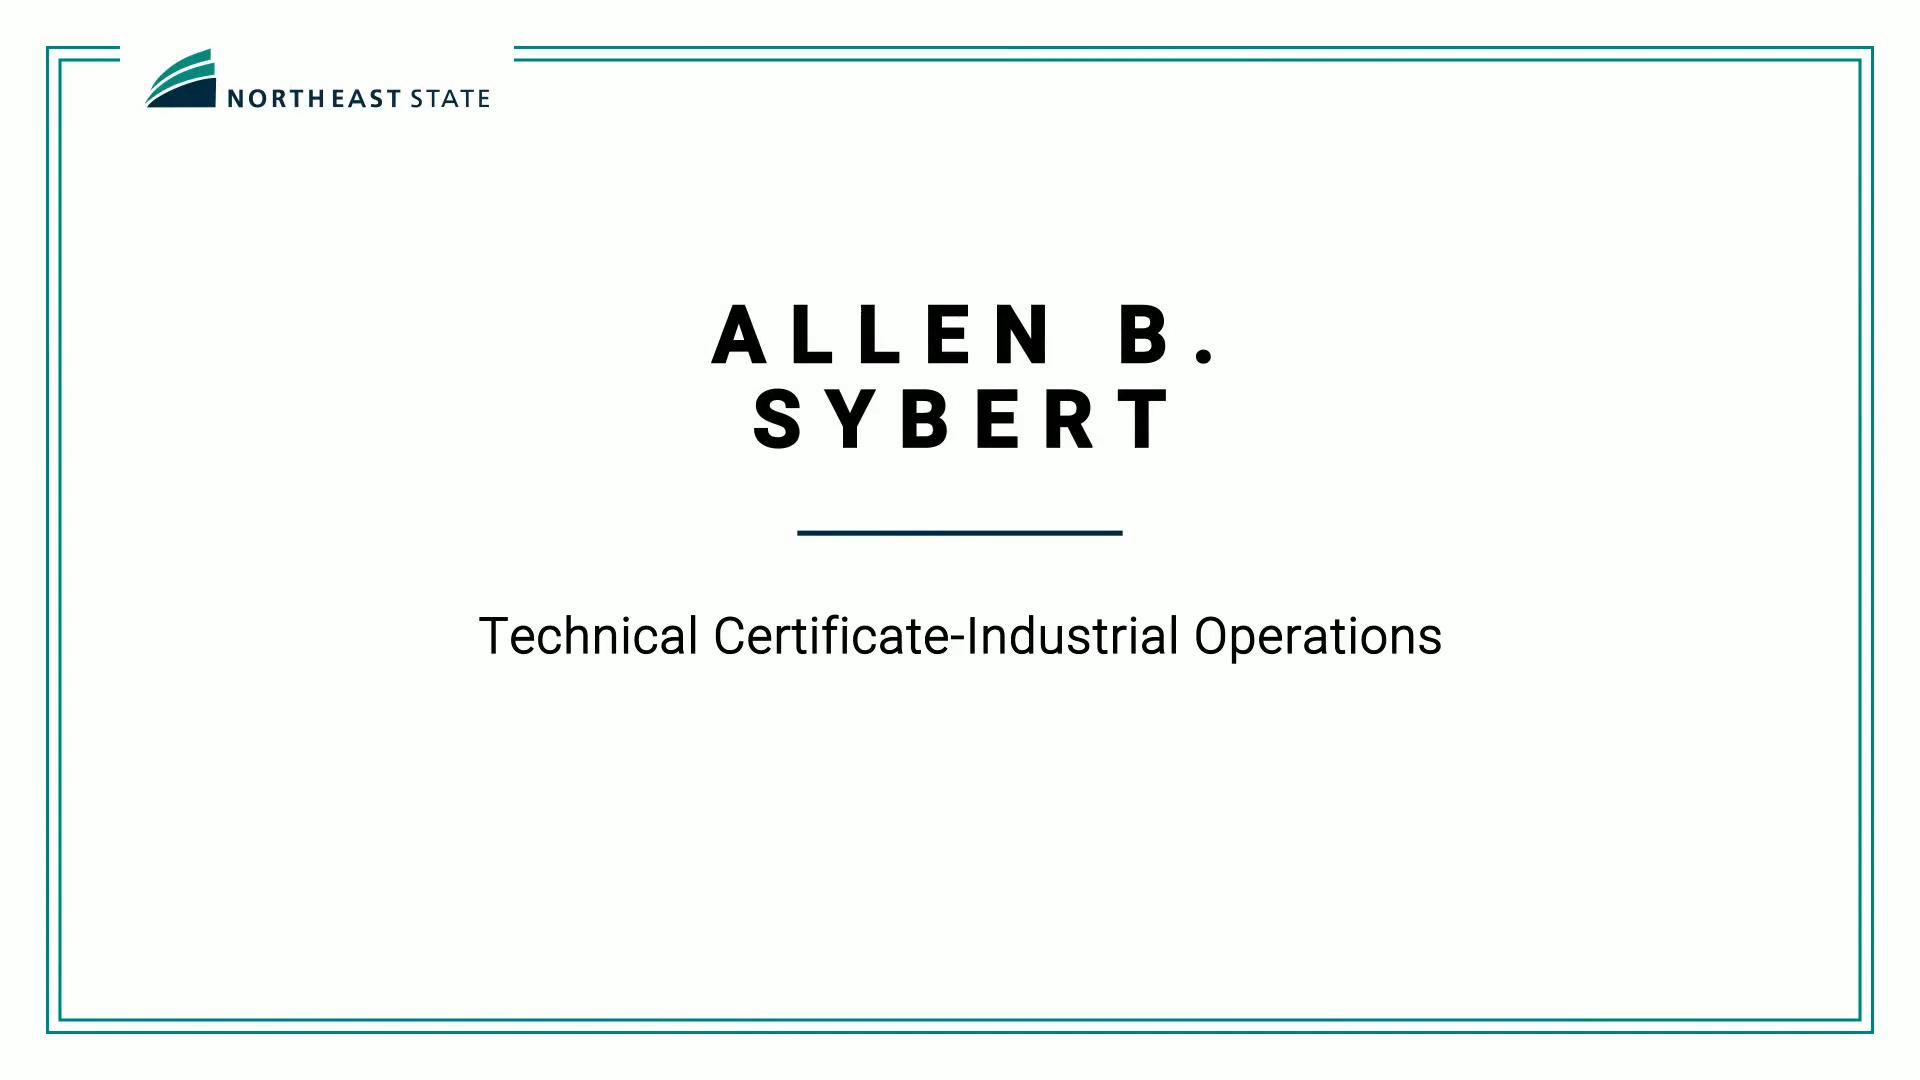 NORTHEAST STATE
ALLEN B.
SYBERT
Technical Certificate-Industrial Operations